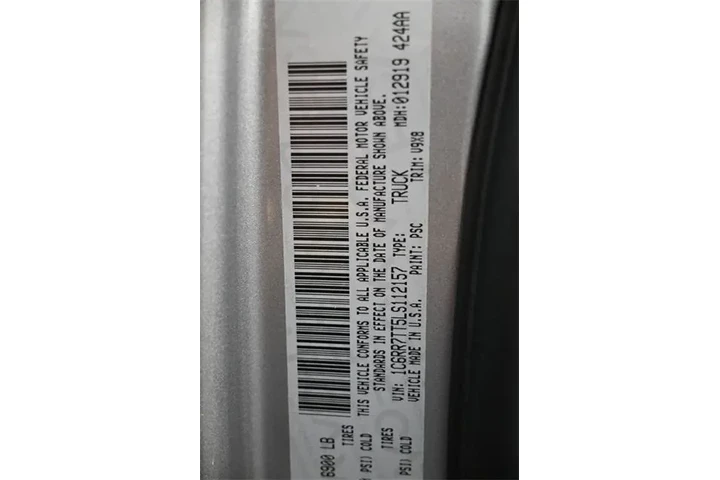 6900 LB
TIRES
PSI) COLD
THIS VEHICLE CONFORMS TO ALL APPLICABLE U.S.A. FEDERAL MOTOR VEHICLE SAFETY
STANDARDS IN EFFECT ON THE DATE OF MANUFACTURE SHOWN ABOVE.
TIRES
VIN: 1C6RR7TT5LS112157 TYPE: TRUCK MDH:012919 424AA
PSI) COLD
VEHICLE MADE IN U.S.A. PAINT: PSC TRIM: V9X8